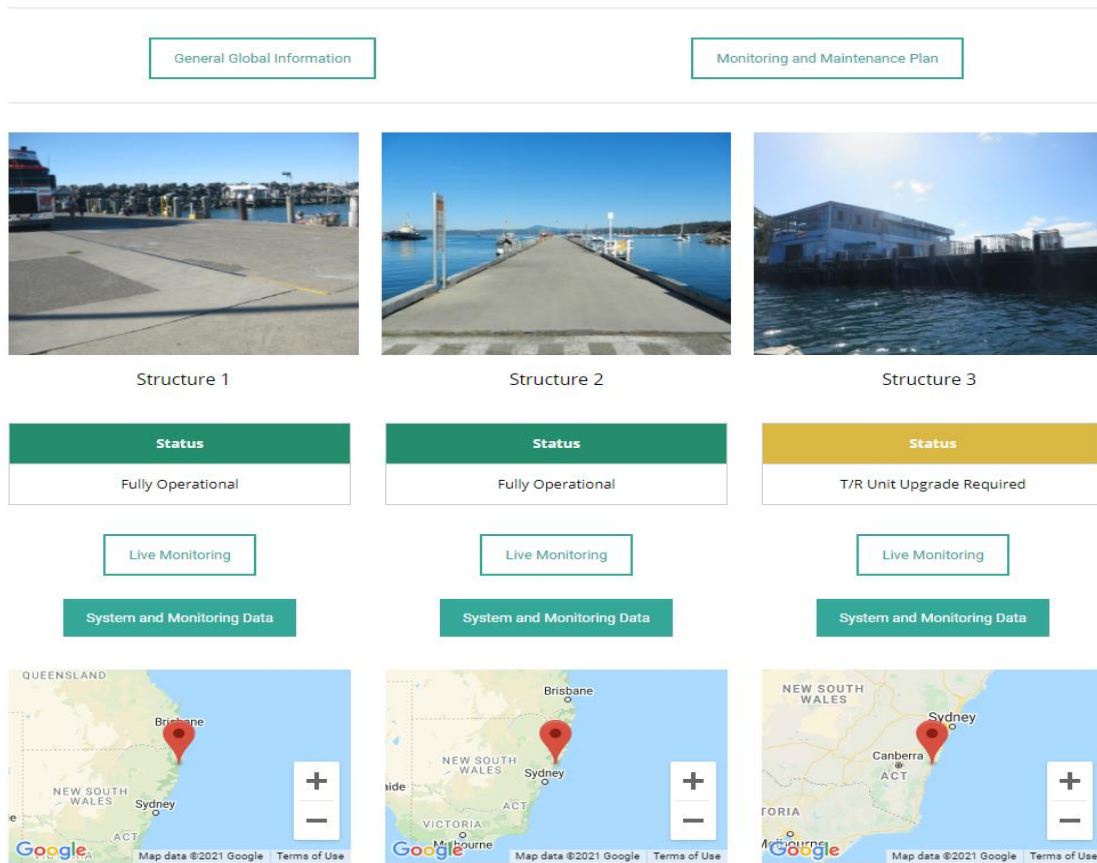 General Global Information
Monitoring and Maintenance Plan
Structure 1
Structure 2
Structure 3
Status
Status
Status
Fully Operational
Fully Operational
T/R Unit Upgrade Required
Live Monitoring
Live Monitoring
Live Monitoring
System and Monitoring Data
System and Monitoring Data
System and Monitoring Data
QUEENSLAND
Brisbane
NEW SOUTH
WALES
Sydney
ACT
Google
Map data ©2021 Google
Terms of Use
Brisbane
NEW SOUTH
WALES
Sydney
aide
ACT
VICTORIA
Melbourne
Google
Map data ©2021 Google
Terms of Use
NEW SOUTH
WALES
Sydney
Canberra
ACT
TORIA
Melbourne
Google
Map data ©2021 Google
Terms of Use